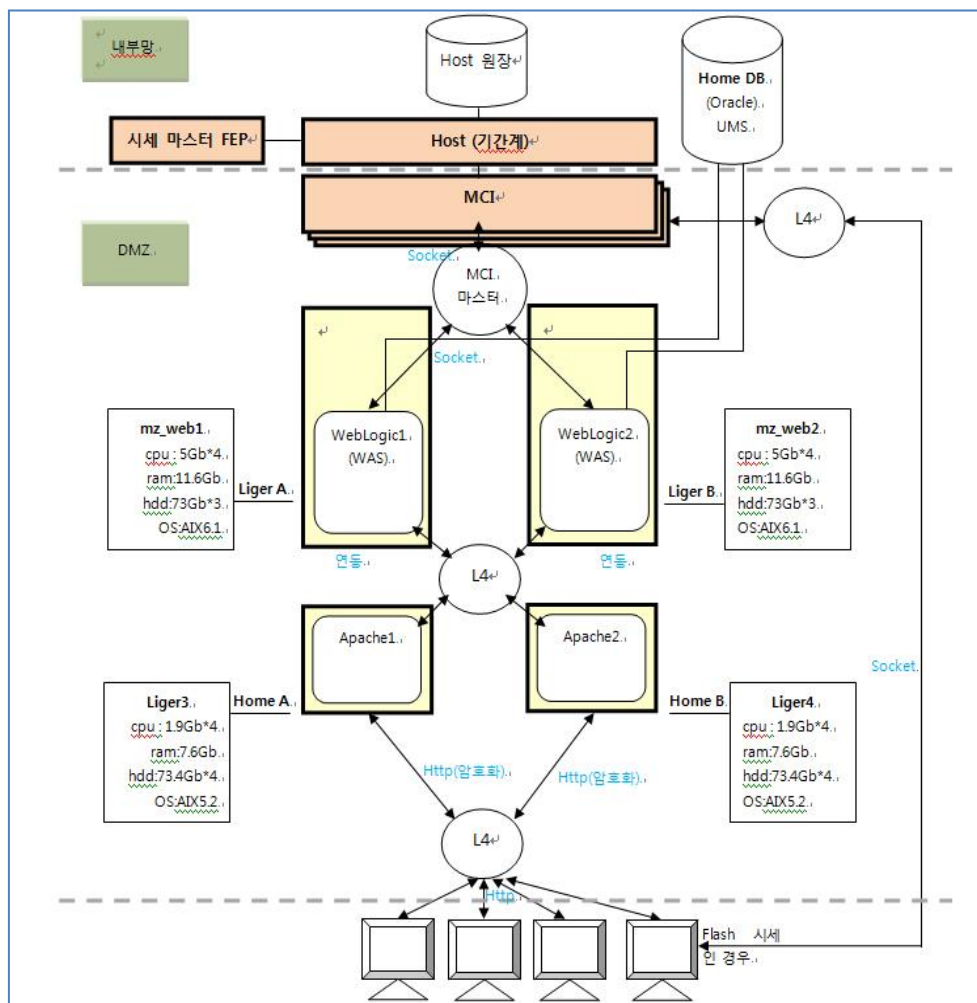 내부망
Host 원장
Home DB.
(Oracle).
UMS.
시세 마스터 FEP
Host (기간계)
MCI
L4
DMZ.
Socket.
MCI.
마스터.
Socket.
mz_web1.
cpu : 5Gb*4.
ram:11.6Gb.
hdd:73Gb*3.
OS:AIX6.1.
Liger A.
WebLogic1.
(WAS).
WebLogic2.
(WAS).
Liger B.
mz_web2.
cpu : 5Gb*4.
ram:11.6Gb.
hdd:73Gb*3.
OS:AIX6.1.
연동.
L4
연동.
Apache1.
Apache2.
Socket.
Liger3.
cpu : 1.9Gb*4.
ram:7.6Gb.
hdd:73.4Gb*4.
OS:AIX5.2.
Home A.
Home B.
Liger4.
cpu : 1.9Gb*4.
ram:7.6Gb.
hdd:73.4Gb*4.
OS:AIX5.2.
Http(암호화).
Http(암호화).
L4
Http.
Flash 시세
인 경우.